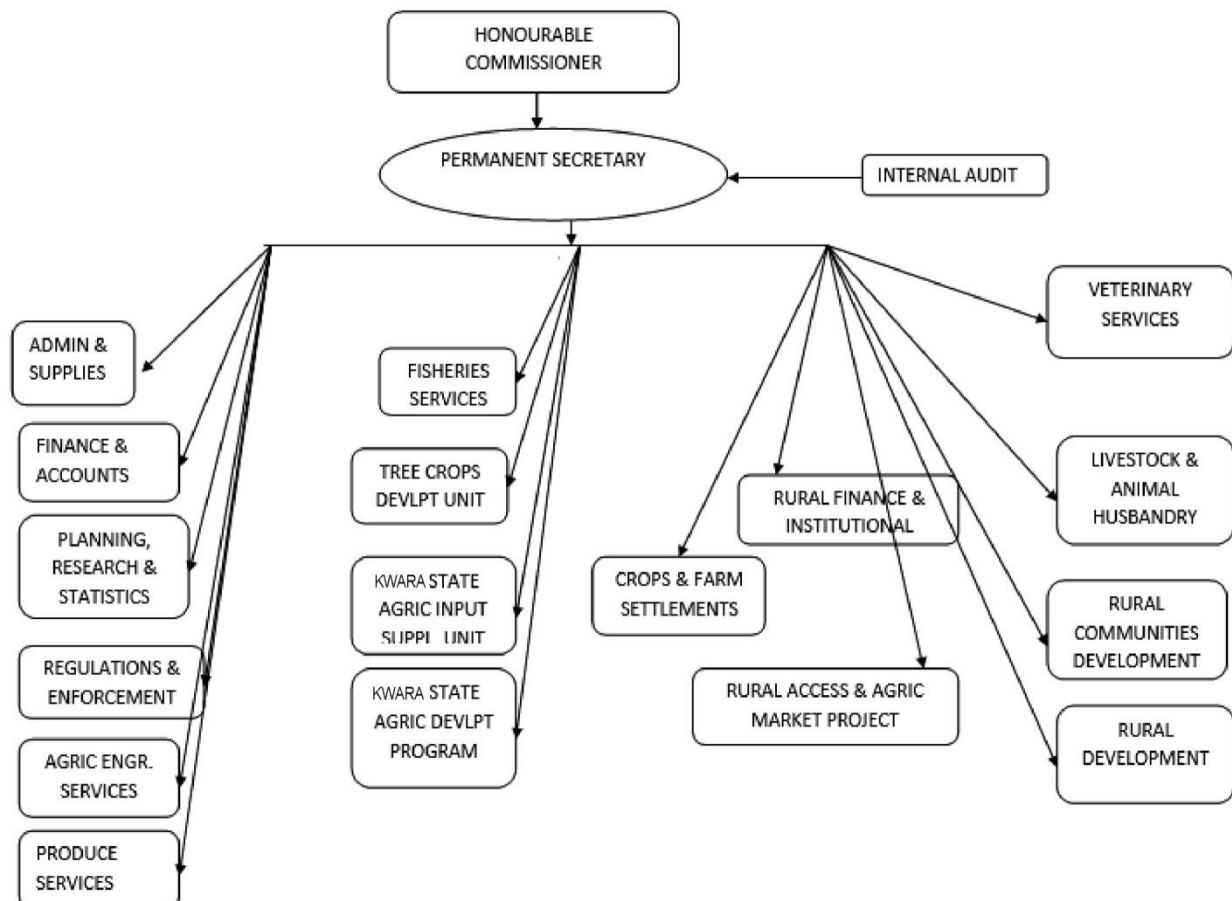 HONOURABLE
COMMISSIONER
PERMANENT SECRETARY
INTERNAL AUDIT
ADMIN &
SUPPLIES
FINANCE &
ACCOUNTS
PLANNING,
RESEARCH &
STATISTICS
REGULATIONS &
ENFORCEMENT
AGRIC ENGR.
SERVICES
PRODUCE
SERVICES
FISHERIES
SERVICES
TREE CROPS
DEVLPT UNIT
KWARA STATE
AGRIC INPUT
SUPPL. UNIT
KWARA STATE
AGRIC DEVLPT
PROGRAM
RURAL FINANCE &
INSTITUTIONAL
CROPS & FARM
SETTLEMENTS
RURAL ACCESS & AGRIC
MARKET PROJECT
VETERINARY
SERVICES
LIVESTOCK &
ANIMAL
HUSBANDRY
RURAL
COMMUNITIES
DEVELOPMENT
RURAL
DEVELOPMENT